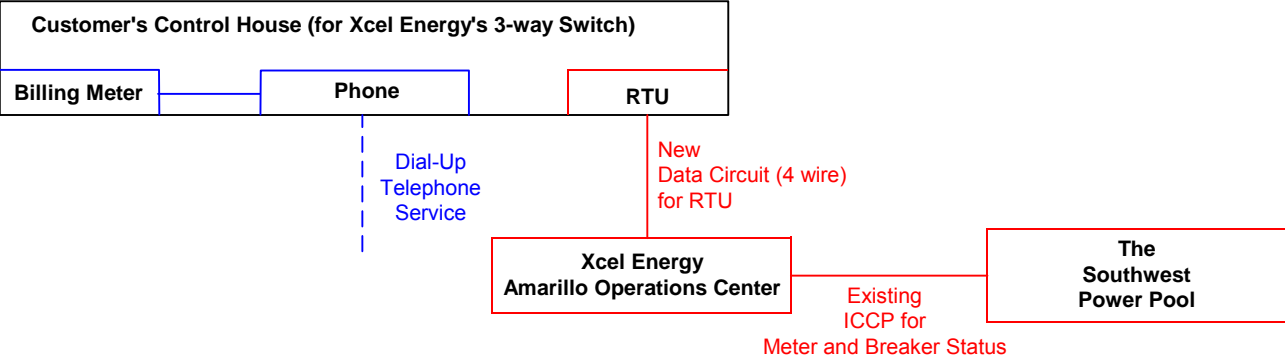 Customer's Control House (for Xcel Energy's 3-way Switch)
Billing Meter
Phone
RTU
Dial-Up
Telephone
Service
New
Data Circuit (4 wire)
for RTU
Xcel Energy
Amarillo Operations Center
Existing
ICCP for
Meter and Breaker Status
The
Southwest
Power Pool